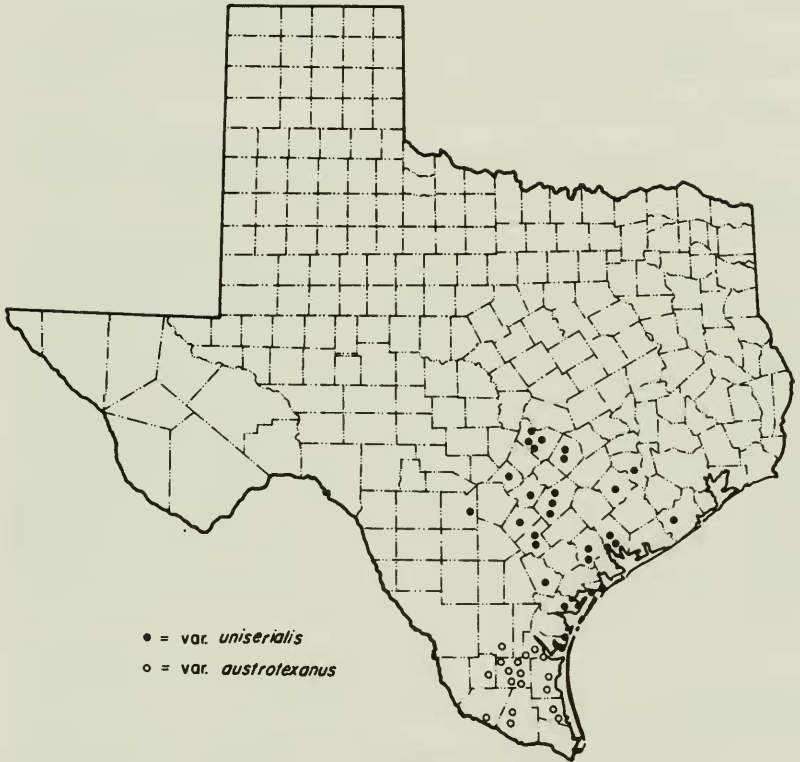 ● = var. uniserialis
○ = var. austrotexanus